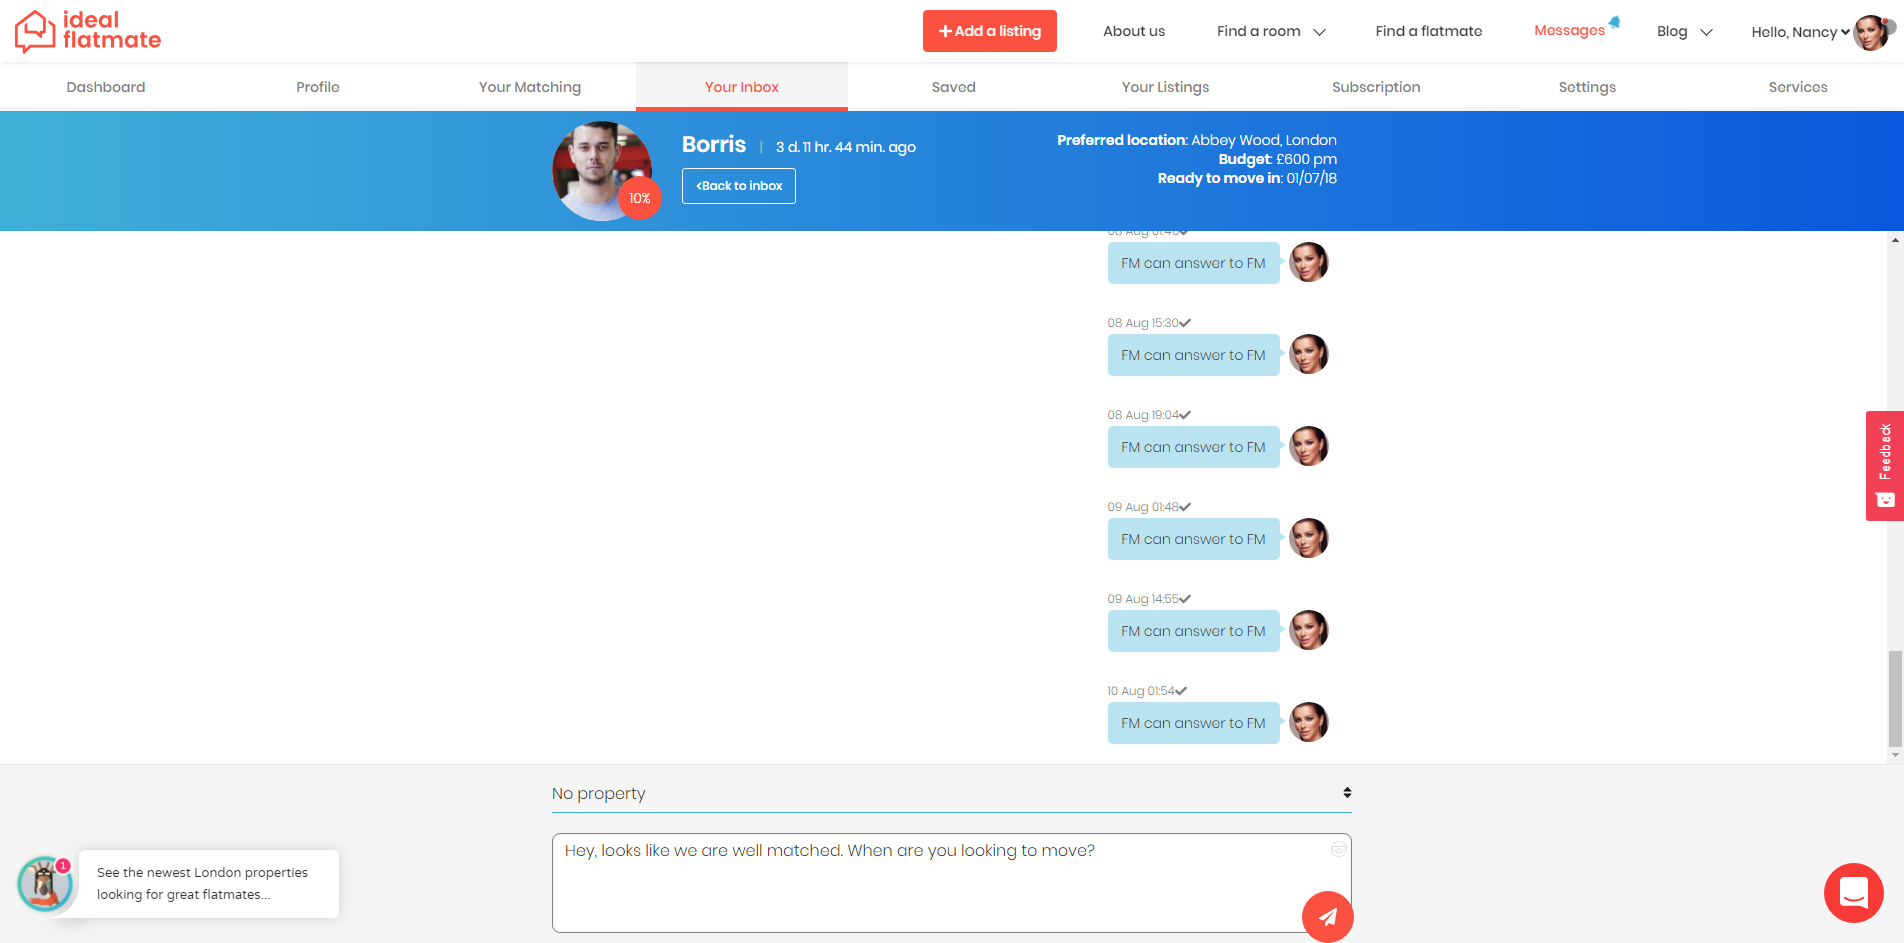 ideal
flatmate
Add a listing
About us
Find a room
Find a flatmate
Messages
Blog
Hello, Nancy
Dashboard
Profile
Your Matching
Your Inbox
Saved
Your Listings
Subscription
Settings
Services
Borris | 3 d. 11 hr. 44 min. ago
<Back to inbox
10%
Preferred location: Abbey Wood, London
Budget: £600 pm
Ready to move in: 01/07/18
FM can answer to FM
08 Aug 15:30
FM can answer to FM
08 Aug 19:04
FM can answer to FM
09 Aug 01:48
FM can answer to FM
09 Aug 14:55
FM can answer to FM
10 Aug 01:54
FM can answer to FM
Feedback
No property
Hey, looks like we are well matched. When are you looking to move?
1
See the newest London properties
looking for great flatmates...